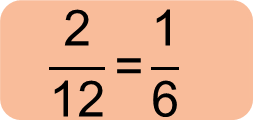 2/12 = 1/6